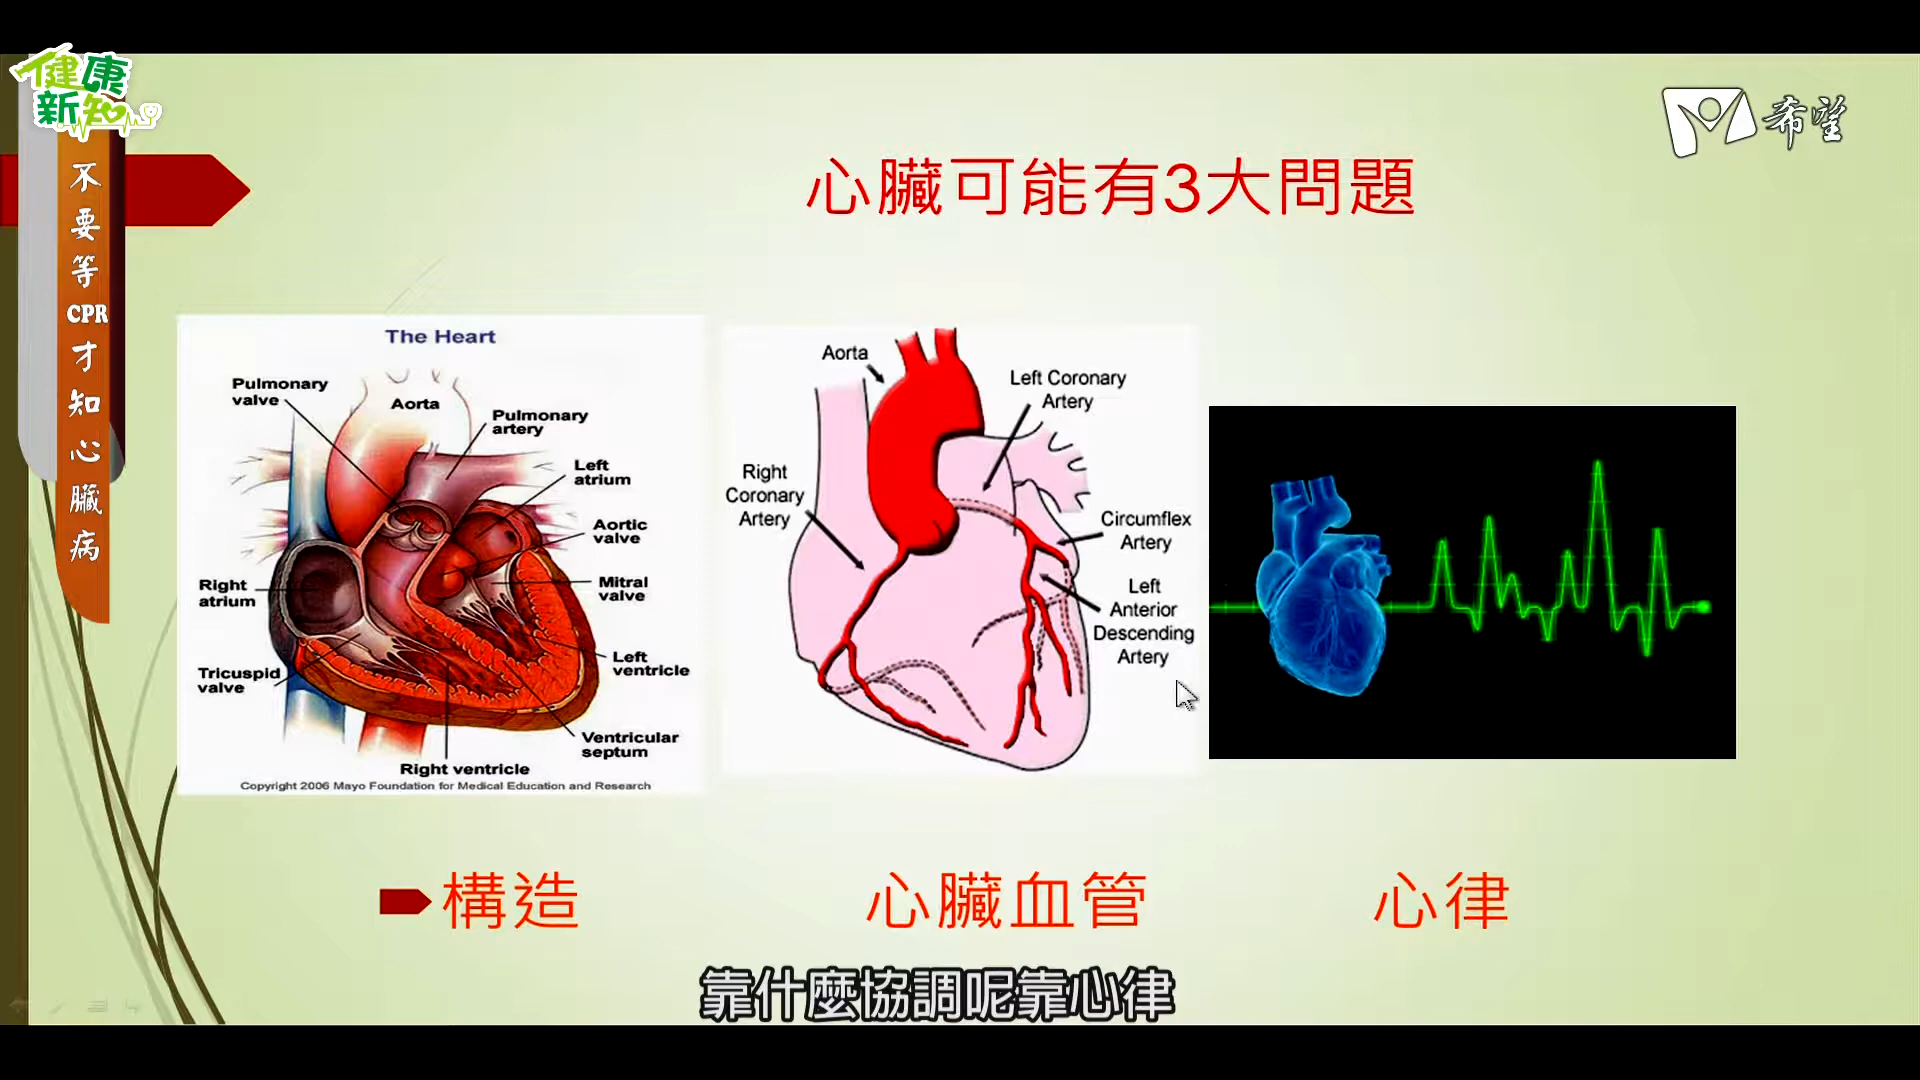 健康
新知
希望
不要等CPR才知心臟病
心臟可能有3大問題
The Heart
Pulmonary
valve
Aorta
Pulmonary
artery
Left
atrium
Aortic
valve
Right
atrium
Mitral
valve
Tricuspid
valve
Left
ventricle
Ventricular
septum
Right ventricle
Copyright 2006 Mayo Foundation for Medical Education and Research
Aorta
Left Coronary
Artery
Right
Coronary
Artery
Circumflex
Artery
Left
Anterior
Descending
Artery
構造
心臟血管
心律
靠什麼協調呢靠心律